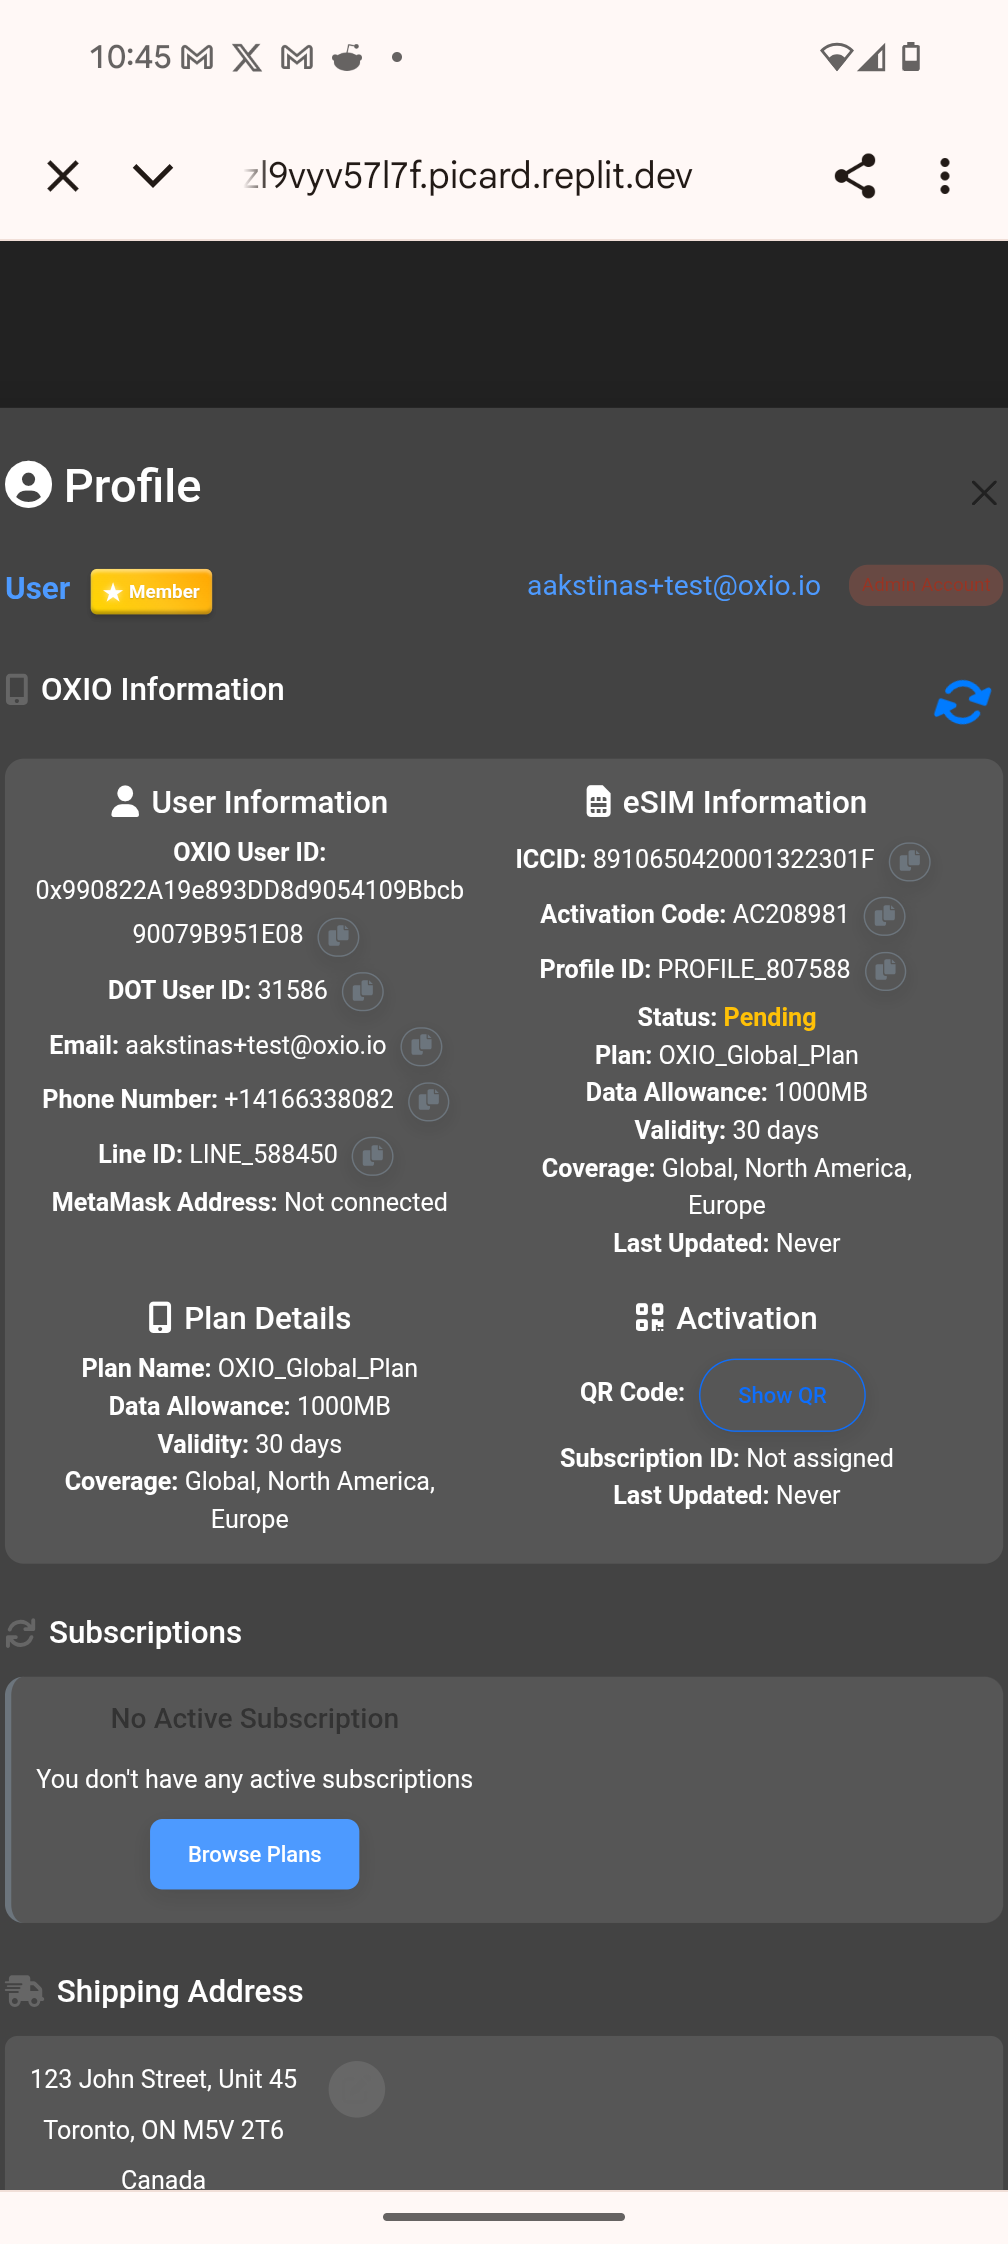 10:45
zl9vyv57l7f.picard.replit.dev
Profile
User
Member
aakstinas+test@oxio.io
Admin Account
OXIO Information
User Information
OXIO User ID:
0x990822A19e893DD8d9054109Bbcb
90079B951E08
DOT User ID: 31586
Email: aakstinas+test@oxio.io
Phone Number: +14166338082
Line ID: LINE_588450
MetaMask Address: Not connected
eSIM Information
ICCID: 8910650420001322301F
Activation Code: AC208981
Profile ID: PROFILE_807588
Status: Pending
Plan: OXIO_Global_Plan
Data Allowance: 1000MB
Validity: 30 days
Coverage: Global, North America,
Europe
Last Updated: Never
Plan Details
Plan Name: OXIO_Global_Plan
Data Allowance: 1000MB
Validity: 30 days
Coverage: Global, North America,
Europe
Activation
QR Code:
Show QR
Subscription ID: Not assigned
Last Updated: Never
Subscriptions
No Active Subscription
You don't have any active subscriptions
Browse Plans
Shipping Address
123 John Street, Unit 45
Toronto, ON M5V 2T6
Canada